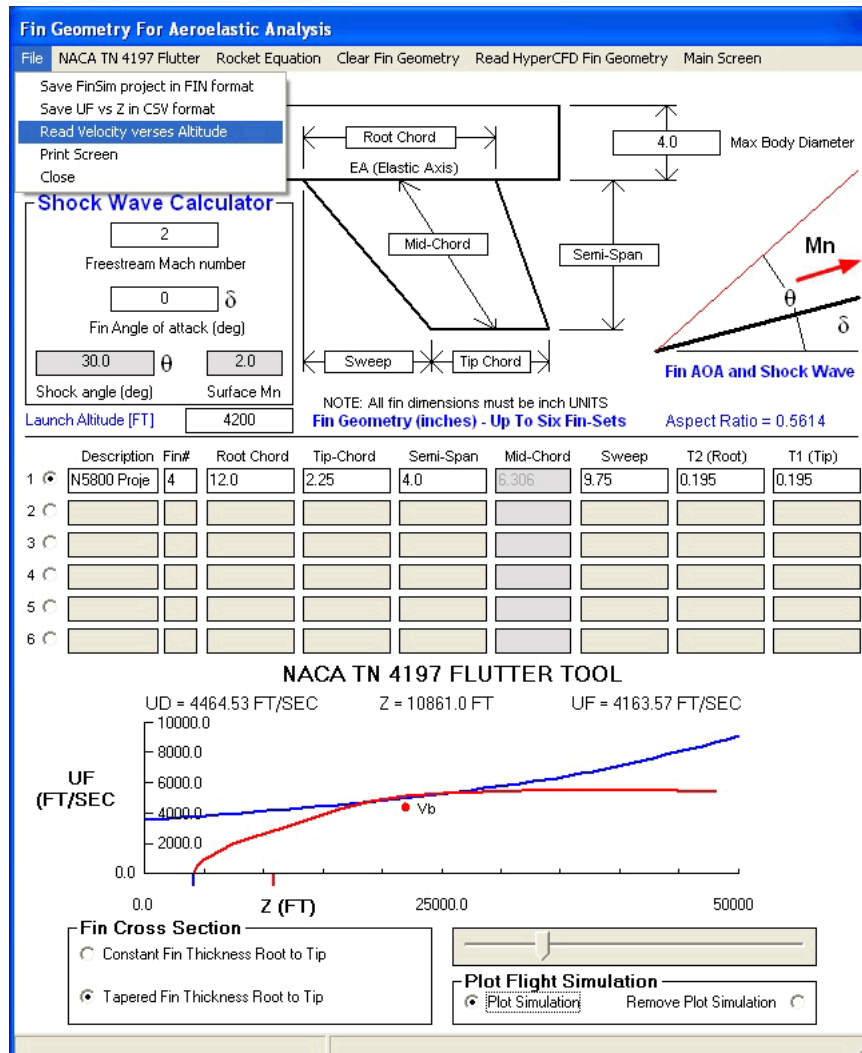 Fin Geometry For Aeroelastic Analysis
File NACA TN 4197 Flutter Rocket Equation Clear Fin Geometry Read HyperCFD Fin Geometry Main Screen
Save FinSim project in FIN format
Save UF vs Z in CSV format
Read Velocity verses Altitude
Print Screen
Close
Root Chord
4.0 Max Body Diameter
EA (Elastic Axis)
Shock Wave Calculator
2
Freestream Mach number
0 δ
Fin Angle of attack (deg)
30.0 θ 2.0
Shock angle (deg) Surface Mn
Launch Altitude [FT] 4200
Mid-Chord
Semi-Span
Sweep Tip Chord
Mn
θ
δ
Fin AOA and Shock Wave
NOTE: All fin dimensions must be inch UNITS
Fin Geometry (inches) - Up To Six Fin-Sets Aspect Ratio = 0.5614
Description Fin# Root Chord Tip-Chord Semi-Span Mid-Chord Sweep T2 (Root) T1 (Tip)
1 N5800 Proje 4 12.0 2.25 4.0 6.306 9.75 0.195 0.195
2
3
4
5
6
NACA TN 4197 FLUTTER TOOL
UD = 4464.53 FT/SEC Z = 10861.0 FT UF = 4163.57 FT/SEC
10000.0
8000.0
UF
(FT/SEC
6000.0
4000.0
Vb
2000.0
0.0
0.0 Z (FT) 25000.0 50000
Fin Cross Section
Constant Fin Thickness Root to Tip
Tapered Fin Thickness Root to Tip
Plot Flight Simulation
Plot Simulation Remove Plot Simulation